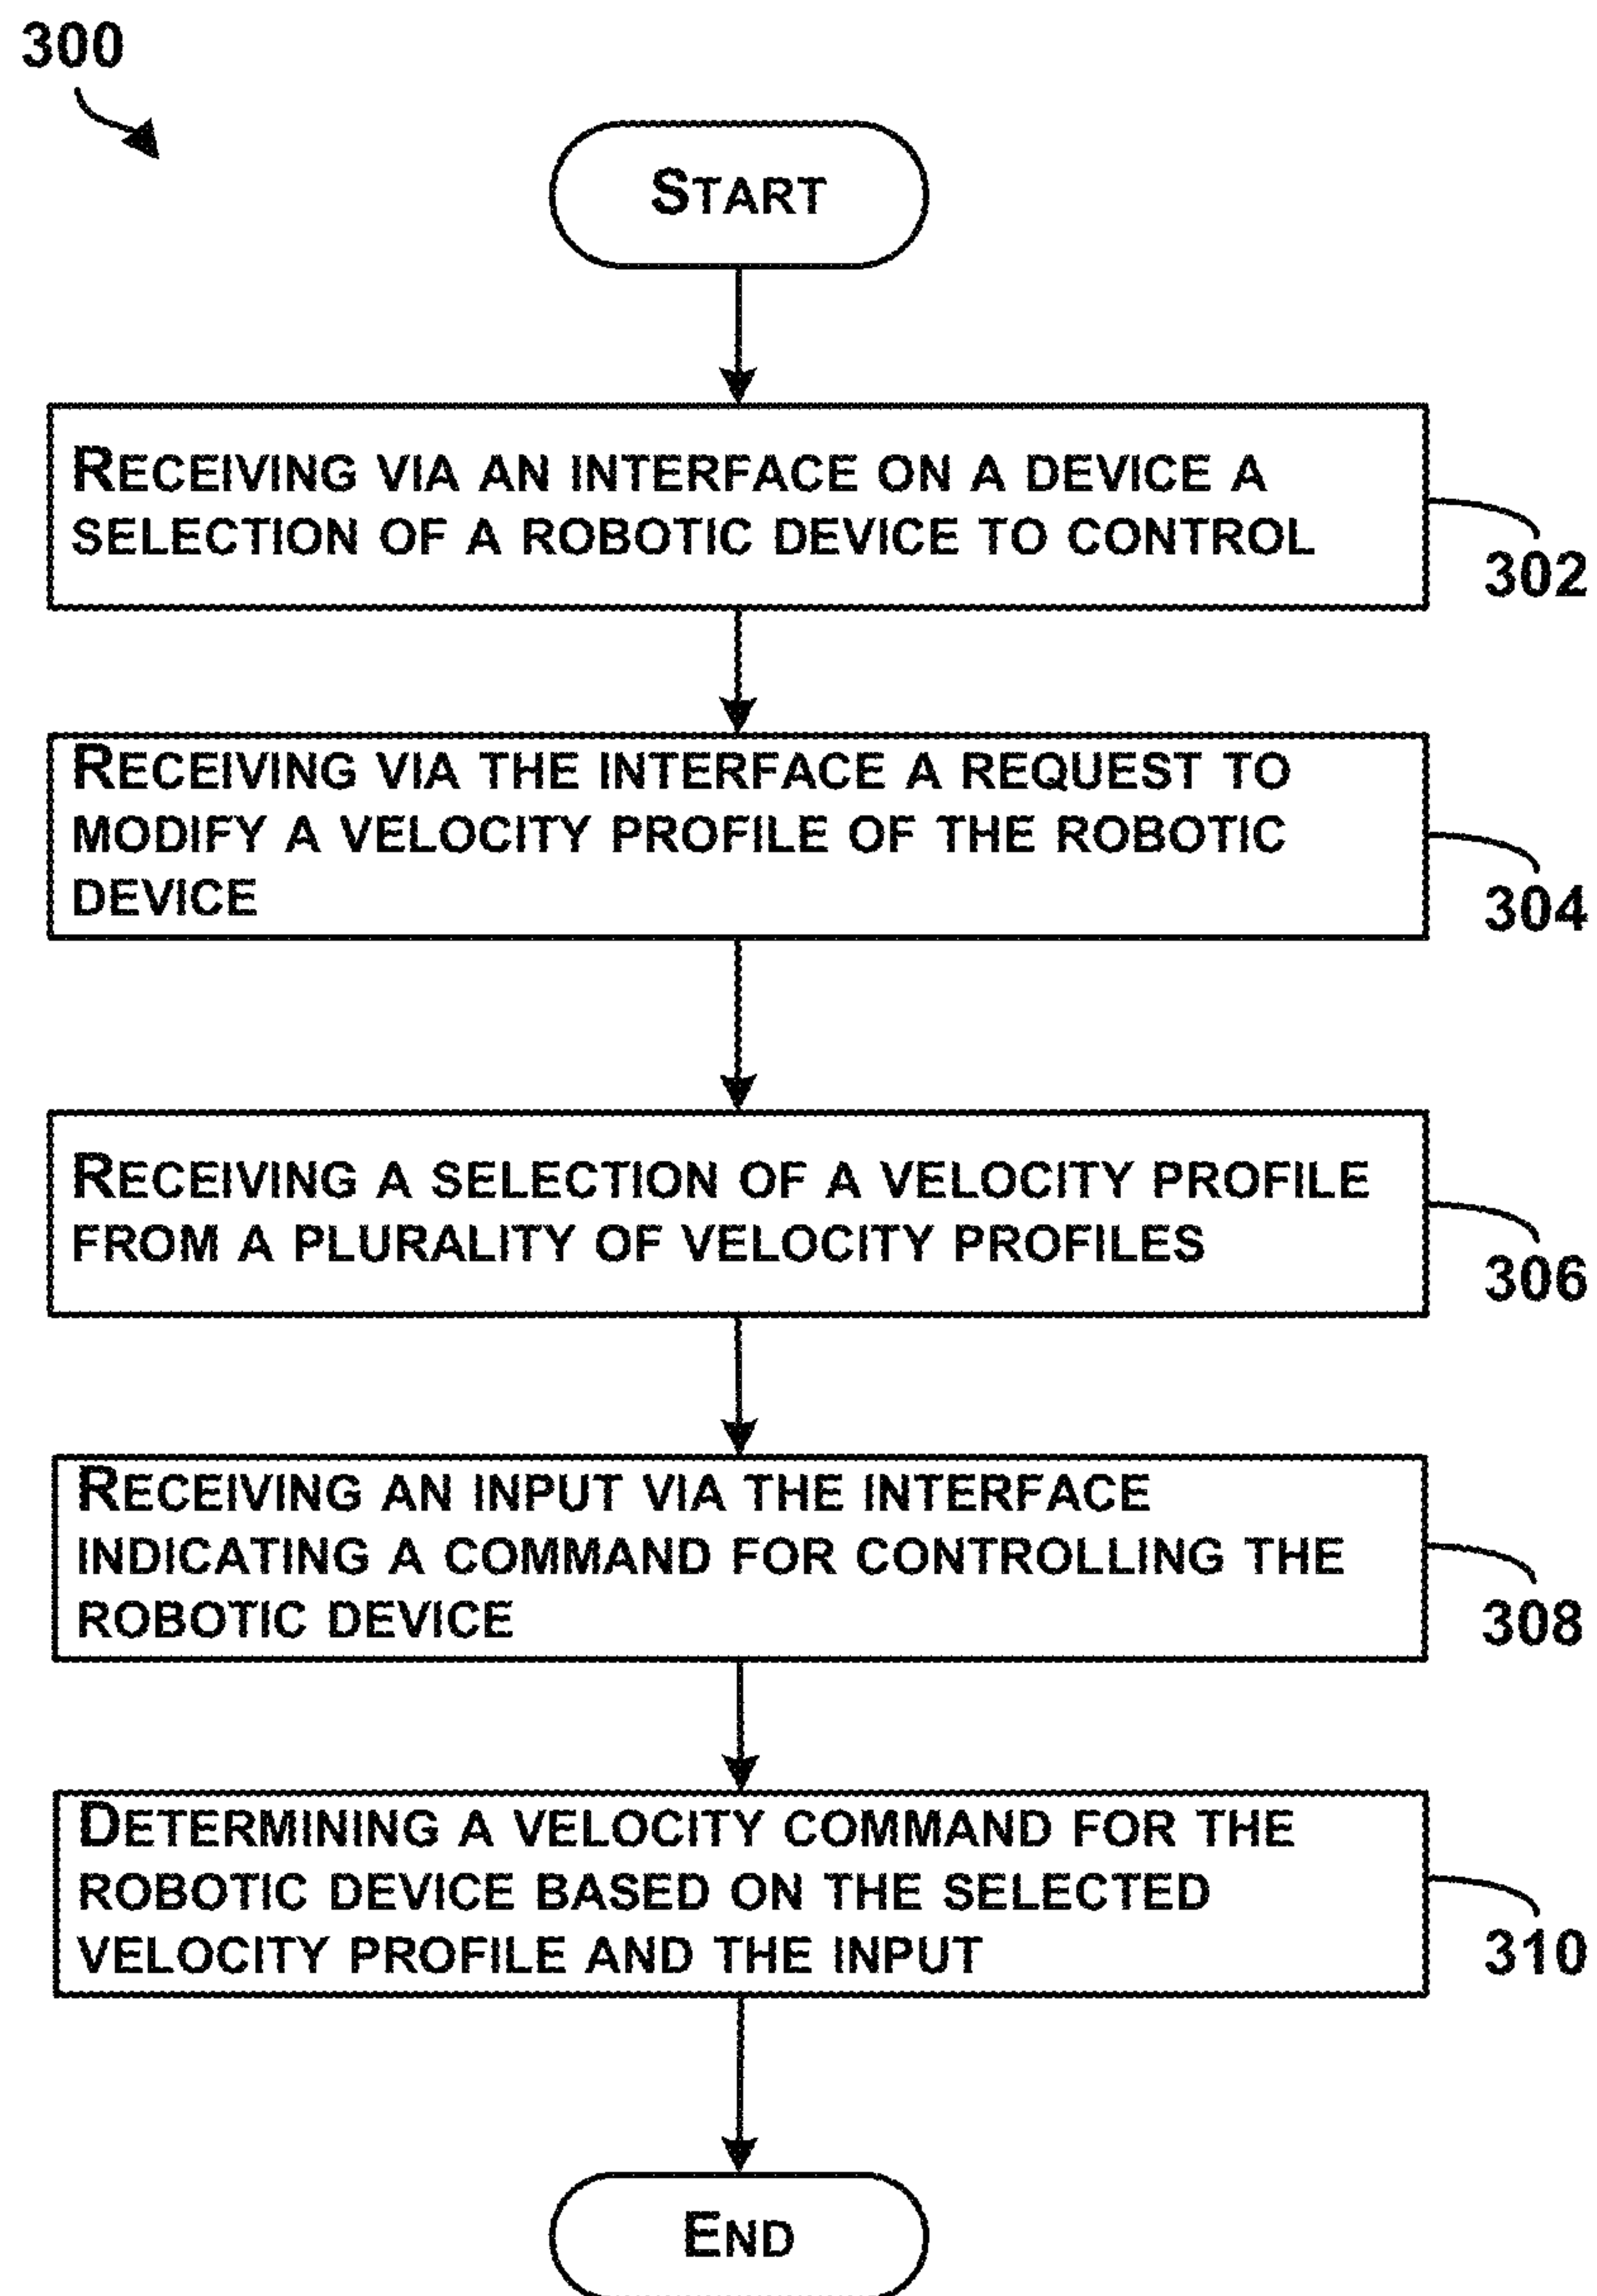 300
START
RECEIVING VIA AN INTERFACE ON A DEVICE A
SELECTION OF A ROBOTIC DEVICE TO CONTROL
302
RECEIVING VIA THE INTERFACE A REQUEST TO
MODIFY A VELOCITY PROFILE OF THE ROBOTIC
DEVICE
304
RECEIVING A SELECTION OF A VELOCITY PROFILE
FROM A PLURALITY OF VELOCITY PROFILES
306
RECEIVING AN INPUT VIA THE INTERFACE
INDICATING A COMMAND FOR CONTROLLING THE
ROBOTIC DEVICE
308
DETERMINING A VELOCITY COMMAND FOR THE
ROBOTIC DEVICE BASED ON THE SELECTED
VELOCITY PROFILE AND THE INPUT
310
END